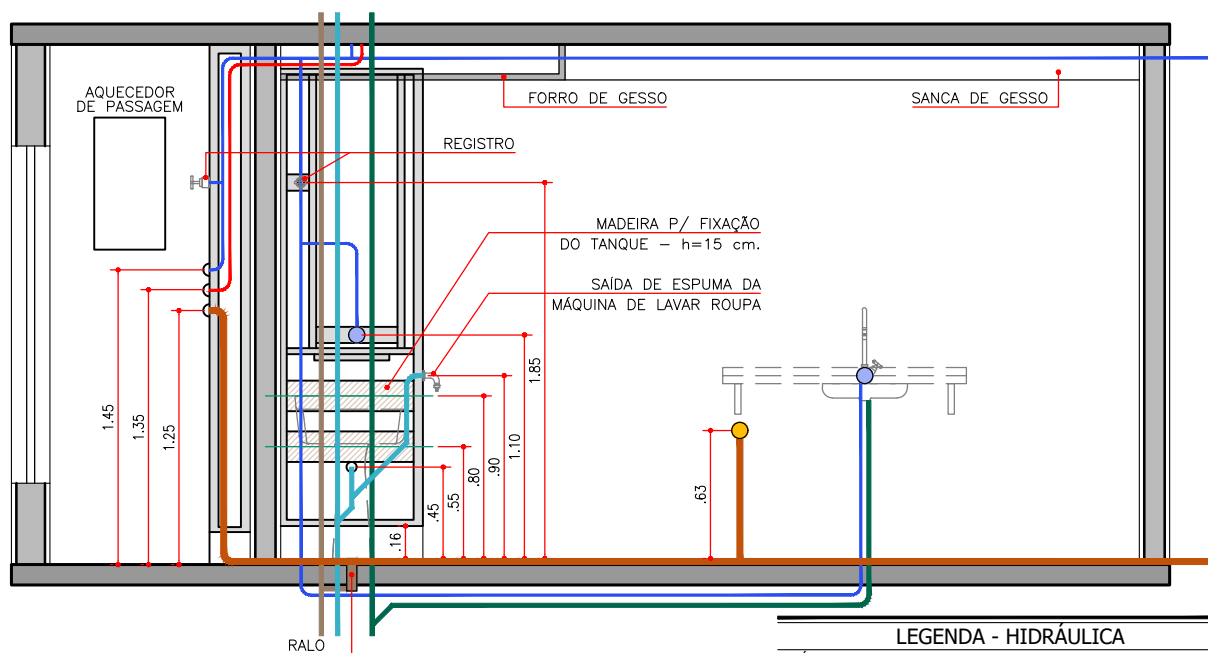 AQUECEDOR
DE PASSAGEM
FORRO DE GESSO
SANCA DE GESSO
REGISTRO
MADEIRA P/ FIXAÇÃO
DO TANQUE – h=15 cm.
SAÍDA DE ESPUMA DA
MÁQUINA DE LAVAR ROUPA
1.45
1.35
1.25
.16
.45
.55
.80
.90
1.10
1.85
.63
RALO
LEGENDA - HIDRÁULICA